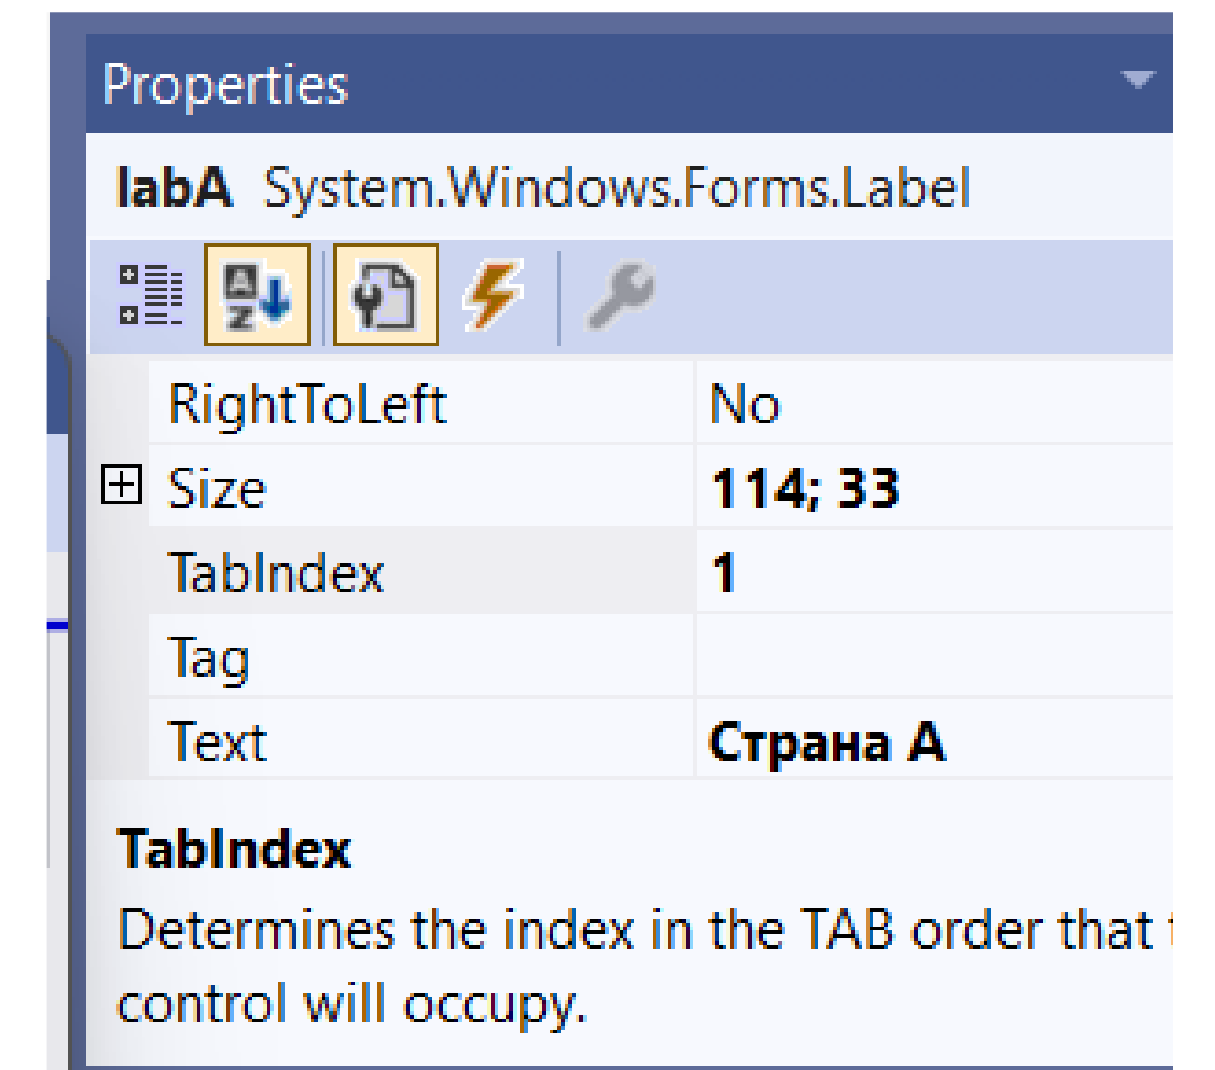 Properties
labA System.Windows.Forms.Label
RightToLeft No
Size 114; 33
TabIndex 1
Tag
Text Страна А
TabIndex
Determines the index in the TAB order that
control will occupy.